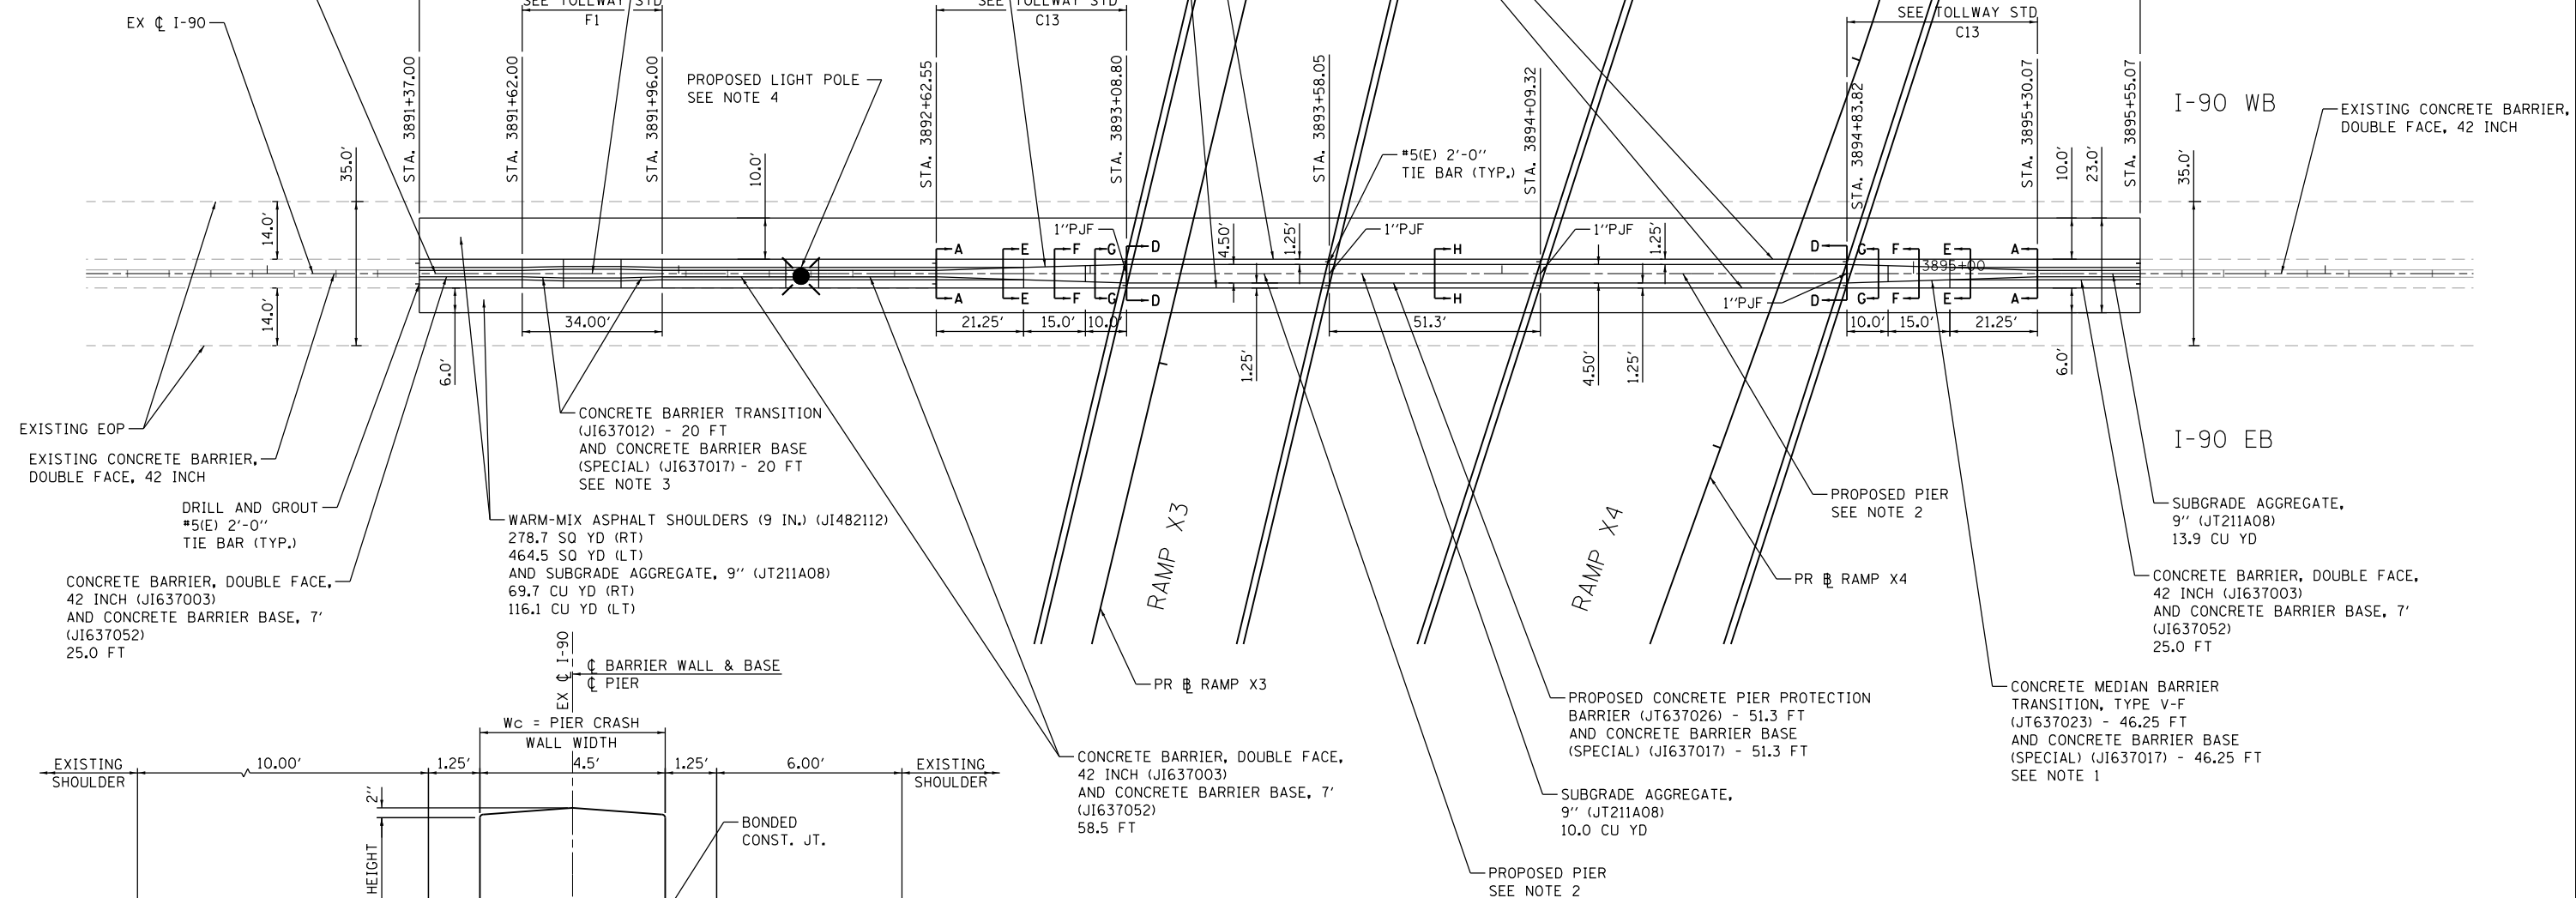 SEE TOLLWAY STD
F1
SEE TOLLWAY STD
C13
SEE TOLLWAY STD
C13
EX ℄ I-90
STA. 3891+37.00
STA. 3891+62.00
STA. 3891+96.00
PROPOSED LIGHT POLE
SEE NOTE 4
STA. 3892+62.55
STA. 3893+08.80
STA. 3893+58.05
STA. 3894+09.32
STA. 3894+83.82
STA. 3895+30.07
STA. 3895+55.07
I-90 WB
EXISTING CONCRETE BARRIER,
DOUBLE FACE, 42 INCH
#5(E) 2'-0"
TIE BAR (TYP.)
35.0'
14.0'
14.0'
10.0'
6.0'
34.00'
1"PJF
1"PJF
1"PJF
1"PJF
4.50'
1.25'
1.25'
1.25'
4.50'
1.25'
10.0'
23.0'
35.0'
6.0'
A
E
F
G
D
H
D
G
F
E
A
3895+00
A
E
F
G
D
H
D
G
F
E
A
21.25'
15.0'
10.0'
51.3'
10.0'
15.0'
21.25'
EXISTING EOP
EXISTING CONCRETE BARRIER,
DOUBLE FACE, 42 INCH
DRILL AND GROUT
#5(E) 2'-0"
TIE BAR (TYP.)
CONCRETE BARRIER, DOUBLE FACE,
42 INCH (JI637003)
AND CONCRETE BARRIER BASE, 7'
(JI637052)
25.0 FT
CONCRETE BARRIER TRANSITION
(JI637012) - 20 FT
AND CONCRETE BARRIER BASE
(SPECIAL) (JI637017) - 20 FT
SEE NOTE 3
WARM-MIX ASPHALT SHOULDERS (9 IN.) (JI482112)
278.7 SQ YD (RT)
464.5 SQ YD (LT)
AND SUBGRADE AGGREGATE, 9" (JT211A08)
69.7 CU YD (RT)
116.1 CU YD (LT)
RAMP X3
RAMP X4
I-90 EB
PROPOSED PIER
SEE NOTE 2
PR ⅊ RAMP X4
PR ⅊ RAMP X3
SUBGRADE AGGREGATE,
9" (JT211A08)
13.9 CU YD
CONCRETE BARRIER, DOUBLE FACE,
42 INCH (JI637003)
AND CONCRETE BARRIER BASE, 7'
(JI637052)
25.0 FT
CONCRETE MEDIAN BARRIER
TRANSITION, TYPE V-F
(JT637023) - 46.25 FT
AND CONCRETE BARRIER BASE
(SPECIAL) (JI637017) - 46.25 FT
SEE NOTE 1
PROPOSED CONCRETE PIER PROTECTION
BARRIER (JT637026) - 51.3 FT
AND CONCRETE BARRIER BASE
(SPECIAL) (JI637017) - 51.3 FT
SUBGRADE AGGREGATE,
9" (JT211A08)
10.0 CU YD
PROPOSED PIER
SEE NOTE 2
CONCRETE BARRIER, DOUBLE FACE,
42 INCH (JI637003)
AND CONCRETE BARRIER BASE, 7'
(JI637052)
58.5 FT
EX ℄ I-90
℄ BARRIER WALL & BASE
℄ PIER
Wc = PIER CRASH
WALL WIDTH
EXISTING
SHOULDER
10.00'
1.25'
4.5'
1.25'
6.00'
EXISTING
SHOULDER
2"
HEIGHT
BONDED
CONST. JT.